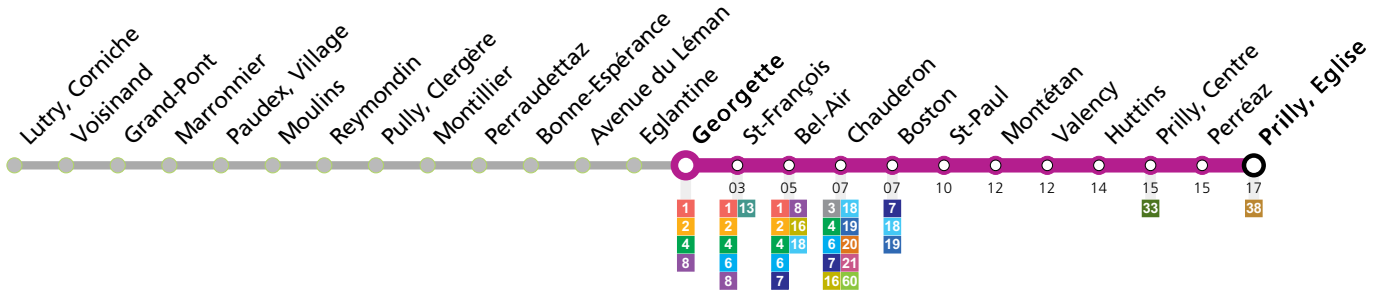 Lutry, Corniche
Voisinand
Grand-Pont
Marronnier
Paudex, Village
Moulins
Reymondin
Pully, Clergère
Montillier
Perraudettaz
Bonne-Espérance
Avenue du Léman
Eglantine
Georgette
St-François
Bel-Air
Chauderon
Boston
St-Paul
Montétan
Valency
Huttins
Prilly, Centre
Perréaz
Prilly, Eglise
03 05 07 07 10 12 12 14 15 15 17
1 1 13 1 8 3 18 7 33 38
2 2 2 16 4 19 18
4 4 4 18 6 20 19
8 6 6 7 21
8 7 16 60